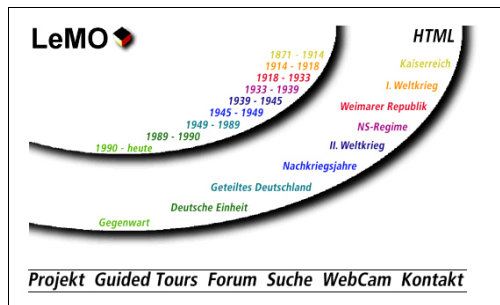 LeMO
HTML
1871 - 1914
Kaiserreich
1914 - 1918
I. Weltkrieg
1918 - 1933
Weimarer Republik
1933 - 1939
NS-Regime
1939 - 1945
II. Weltkrieg
1945 - 1949
Nachkriegsjahre
1949 - 1989
Geteiltes Deutschland
1989 - 1990
Deutsche Einheit
1990 - heute
Gegenwart
Projekt Guided Tours Forum Suche WebCam Kontakt